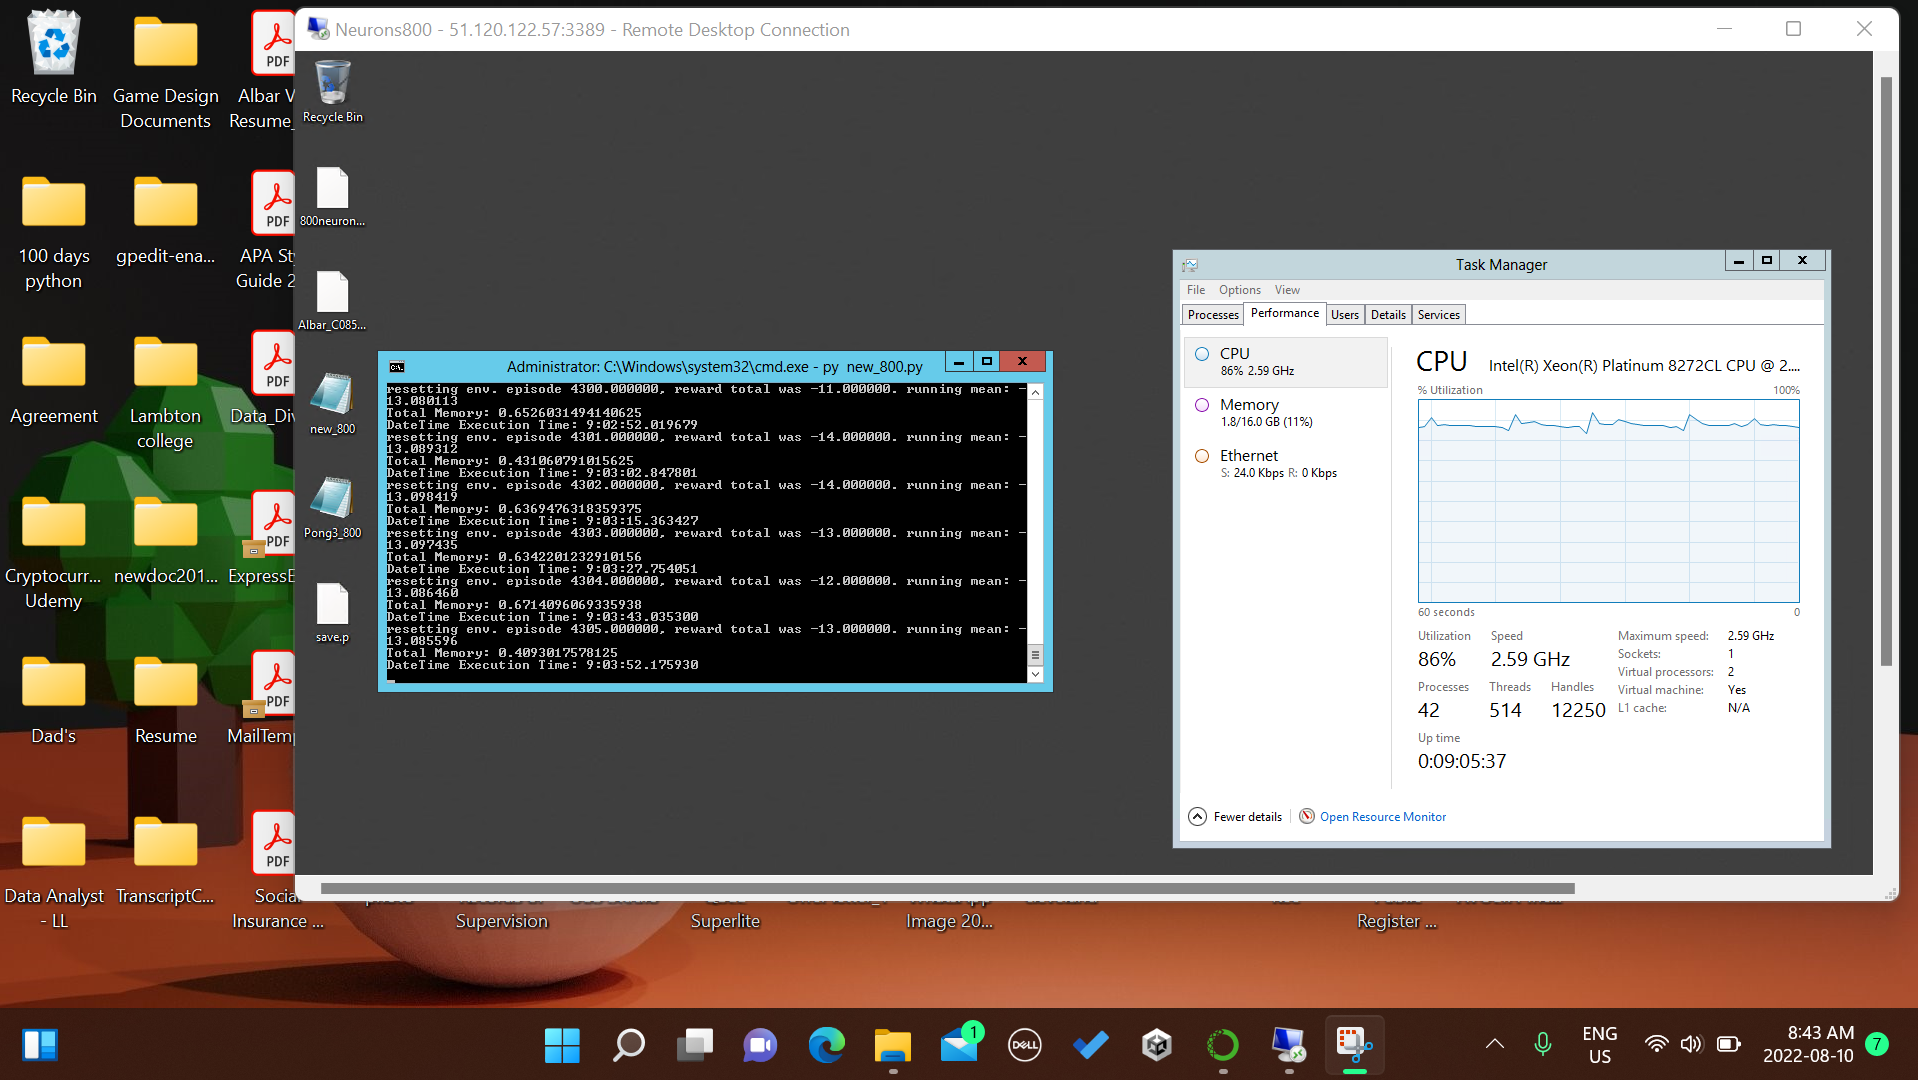 Neurons800 - 51.120.122.57:3389 - Remote Desktop Connection
Recycle Bin
Game Design
Documents
Albar V
Resume_
PDF
100 days
python
gpedit-ena...
APA St
Guide 2
PDF
Agreement
Lambton
college
Data_Div
PDF
Cryptocurr...
Udemy
newdoc201...
ExpressE
PDF
Dad's
Resume
MailTemp
PDF
Data Analyst
- LL
TranscriptC...
Social
Insurance ...
PDF
Supervision
Superlite
Image 20...
Register ...
Recycle Bin
800neuron...
Albar_C085...
new_800
Pong3_800
save.p
Administrator: C:\Windows\system32\cmd.exe - py  new_800.py
resetting env. episode 4300.000000, reward total was -11.000000. running mean: -
13.080113
Total Memory: 0.6526031494140625
DateTime Execution Time: 9:02:52.019679
resetting env. episode 4301.000000, reward total was -14.000000. running mean: -
13.089312
Total Memory: 0.431060791015625
DateTime Execution Time: 9:03:02.847801
resetting env. episode 4302.000000, reward total was -14.000000. running mean: -
13.098419
Total Memory: 0.6369476318359375
DateTime Execution Time: 9:03:15.363427
resetting env. episode 4303.000000, reward total was -13.000000. running mean: -
13.097435
Total Memory: 0.6342201232910156
DateTime Execution Time: 9:03:27.754051
resetting env. episode 4304.000000, reward total was -12.000000. running mean: -
13.086460
Total Memory: 0.6714096069335938
DateTime Execution Time: 9:03:43.035300
resetting env. episode 4305.000000, reward total was -13.000000. running mean: -
13.085596
Total Memory: 0.4093017578125
DateTime Execution Time: 9:03:52.175930
Task Manager
File Options View
Processes Performance Users Details Services
CPU
86% 2.59 GHz
Memory
1.8/16.0 GB (11%)
Ethernet
S: 24.0 Kbps R: 0 Kbps
CPU Intel(R) Xeon(R) Platinum 8272CL CPU @ 2....
% Utilization 100%
60 seconds 0
Utilization Speed
86% 2.59 GHz
Processes Threads Handles
42 514 12250
Up time
0:09:05:37
Maximum speed: 2.59 GHz
Sockets: 1
Virtual processors: 2
Virtual machine: Yes
L1 cache: N/A
Fewer details
Open Resource Monitor
1
DELL
ENG
US
8:43 AM
2022-08-10
7